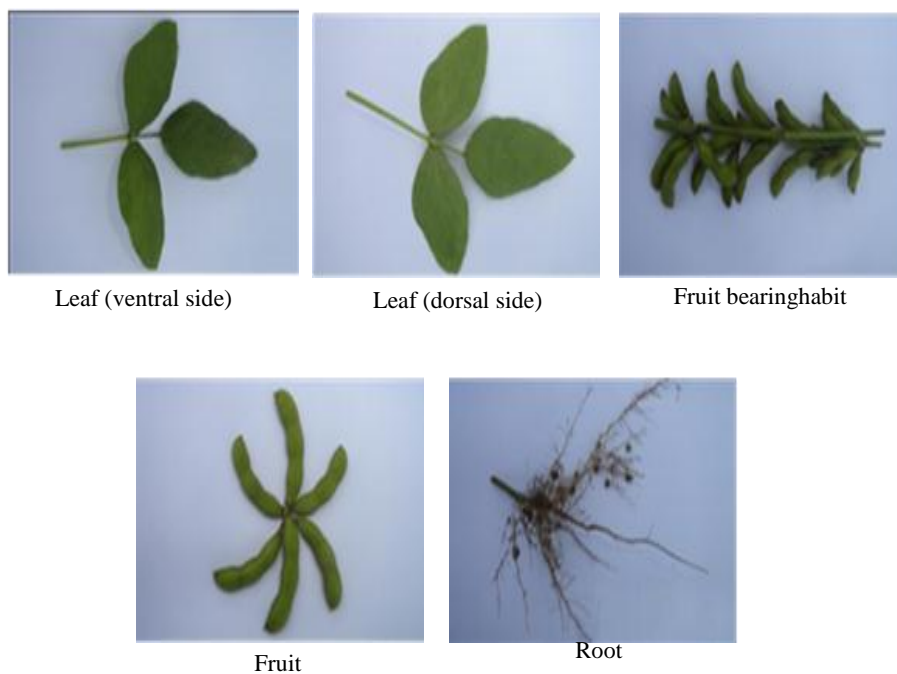 Leaf (ventral side)
Leaf (dorsal side)
Fruit bearinghabit
Fruit
Root